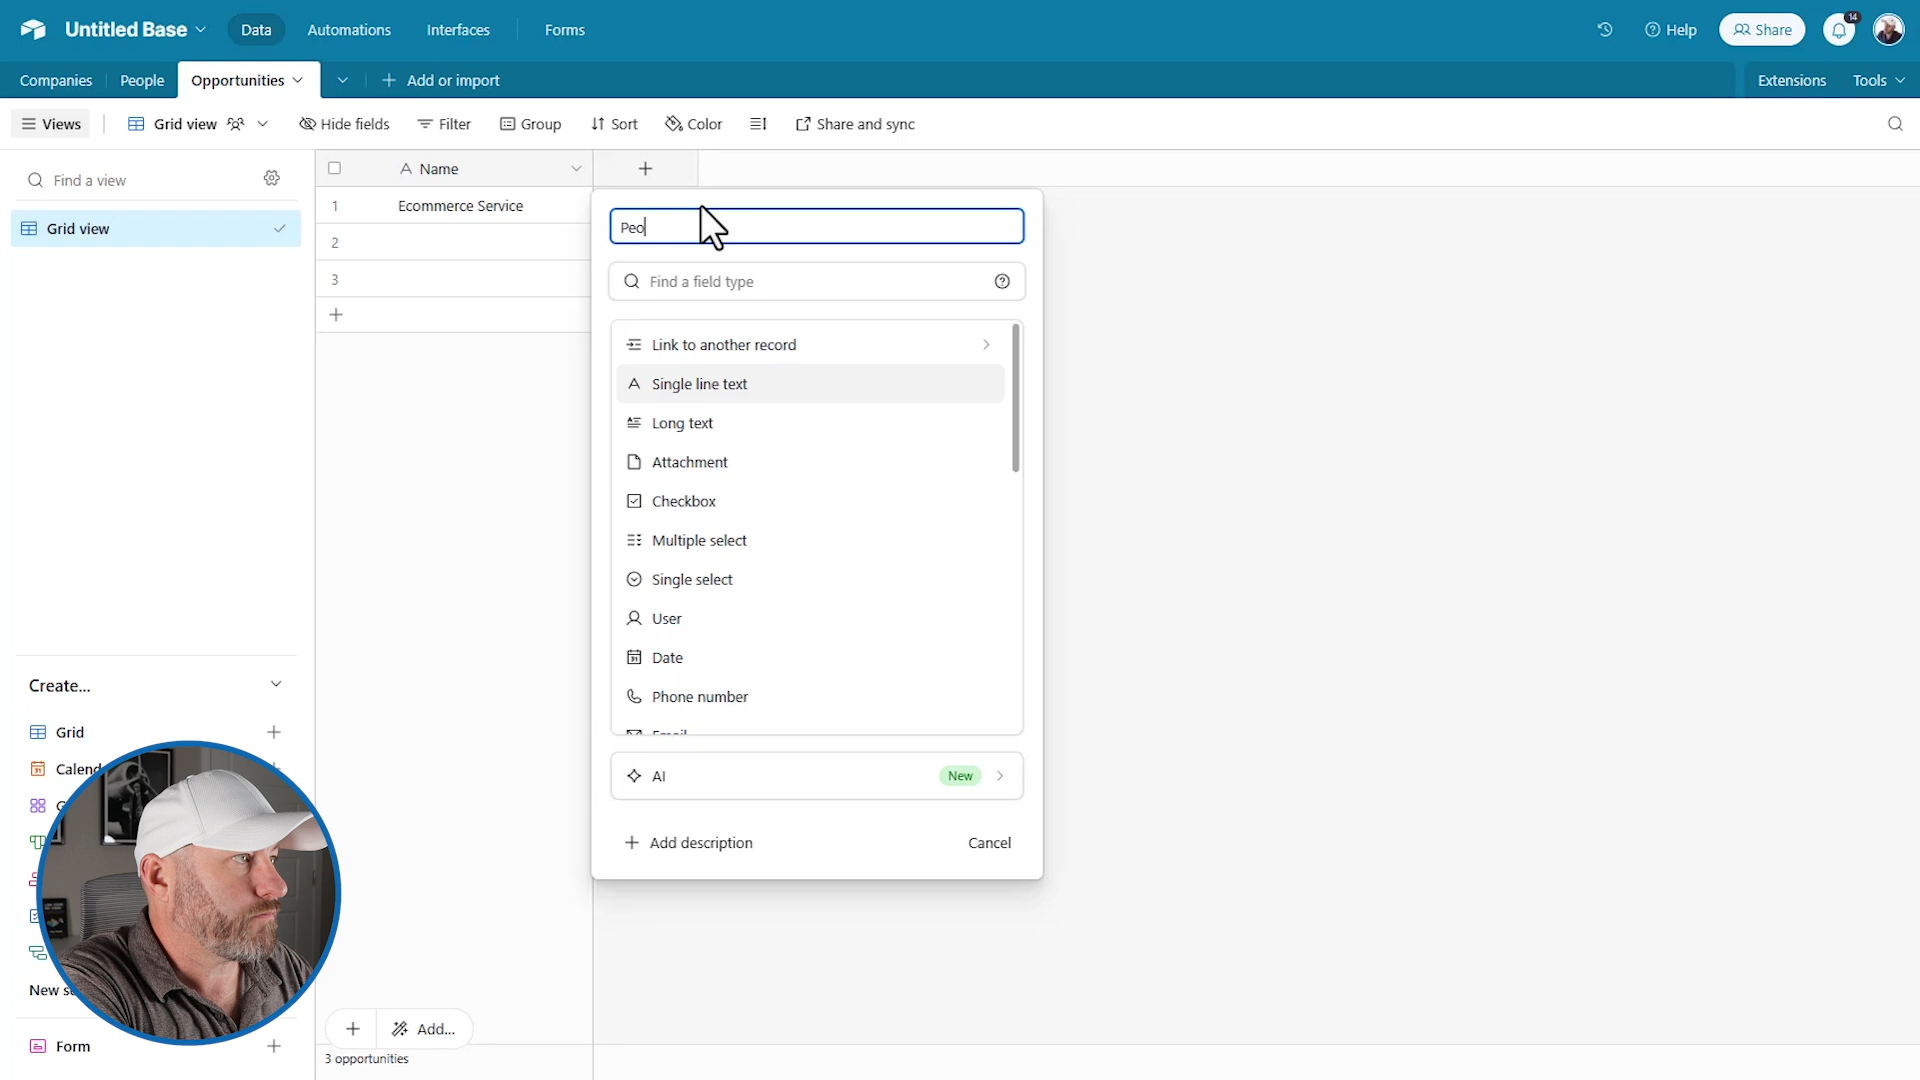 Untitled Base
Data
Automations
Interfaces
Forms
Help
Share
14
Companies
People
Opportunities
Add or import
Extensions
Tools
Views
Grid view
Hide fields
Filter
Group
Sort
Color
Share and sync
Find a view
Grid view
Name
1 Ecommerce Service
2
3
Peo
Find a field type
Link to another record
Single line text
Long text
Attachment
Checkbox
Multiple select
Single select
User
Date
Phone number
AI
New
Add description
Cancel
Create...
Grid
Form
Add...
3 opportunities